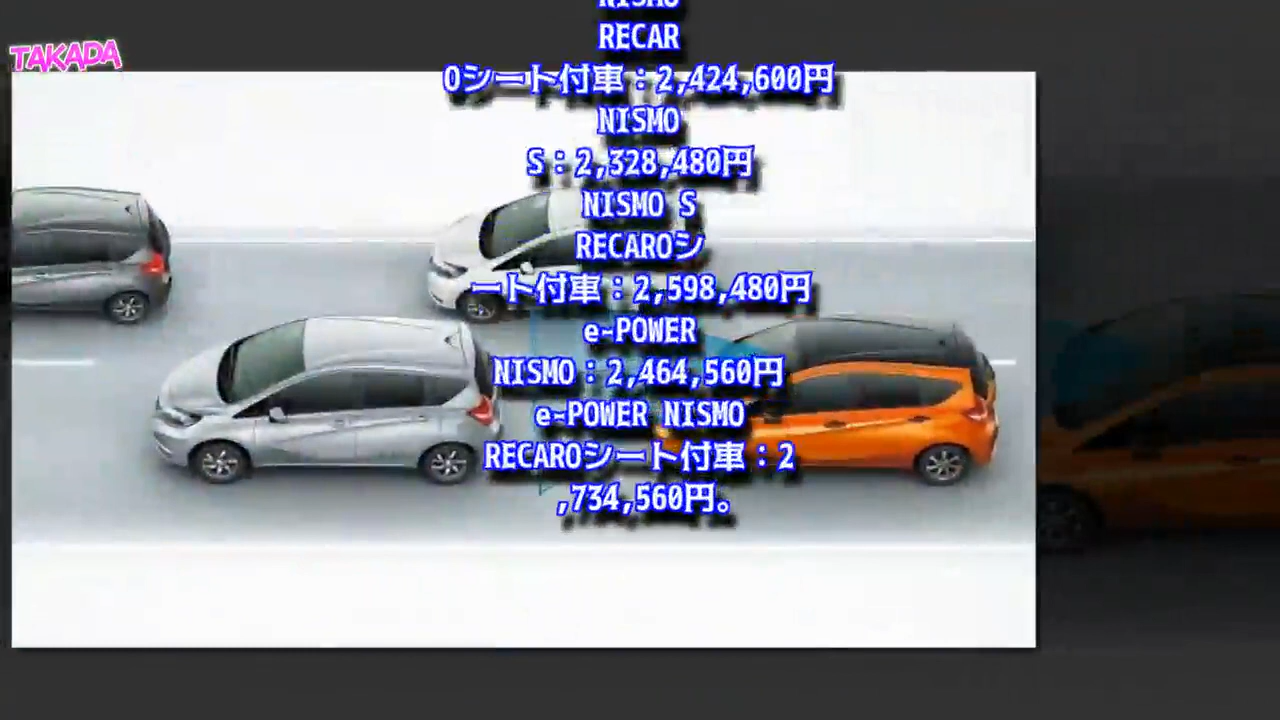 TAKADA
NISMO
RECAR
Oシート付車：2,424,600円
NISMO
S：2,328,480円
NISMO S
RECAROシ
ート付車：2,598,480円
e-POWER
NISMO：2,464,560円
e-POWER NISMO
RECAROシート付車：2
,734,560円。